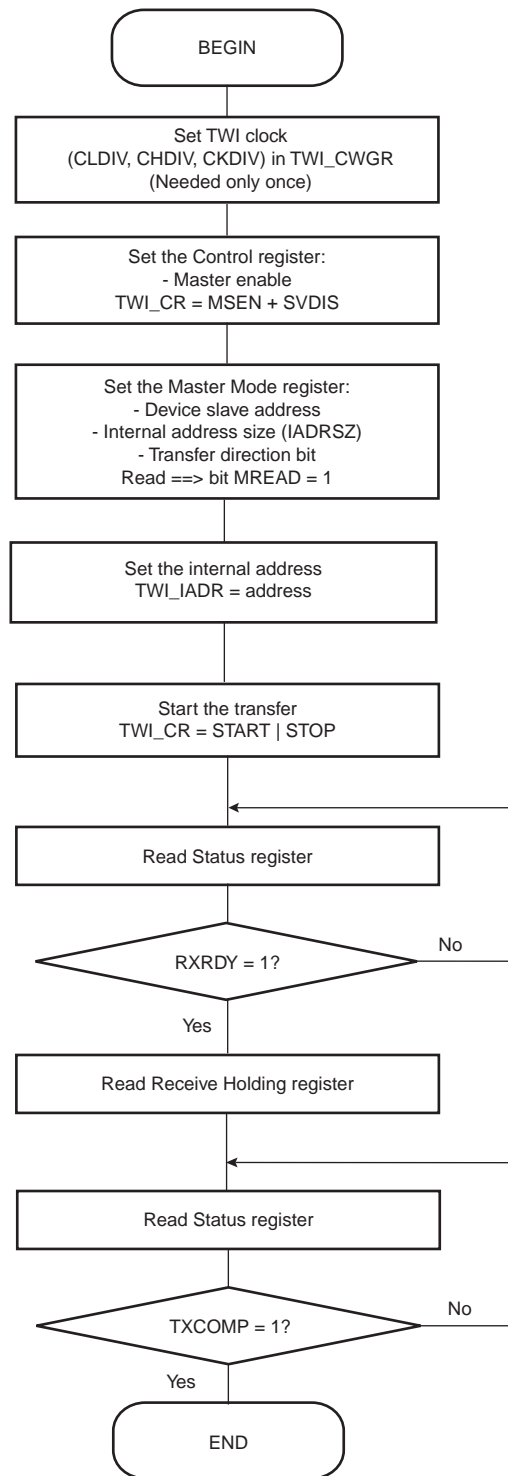 BEGIN
Set TWI clock
(CLDIV, CHDIV, CKDIV) in TWI_CWGR
(Needed only once)
Set the Control register:
- Master enable
TWI_CR = MSEN + SVDIS
Set the Master Mode register:
- Device slave address
- Internal address size (IADRSZ)
- Transfer direction bit
Read ==> bit MREAD = 1
Set the internal address
TWI_IADR = address
Start the transfer
TWI_CR = START | STOP
Read Status register
RXRDY = 1?
No
Yes
Read Receive Holding register
Read Status register
TXCOMP = 1?
No
Yes
END